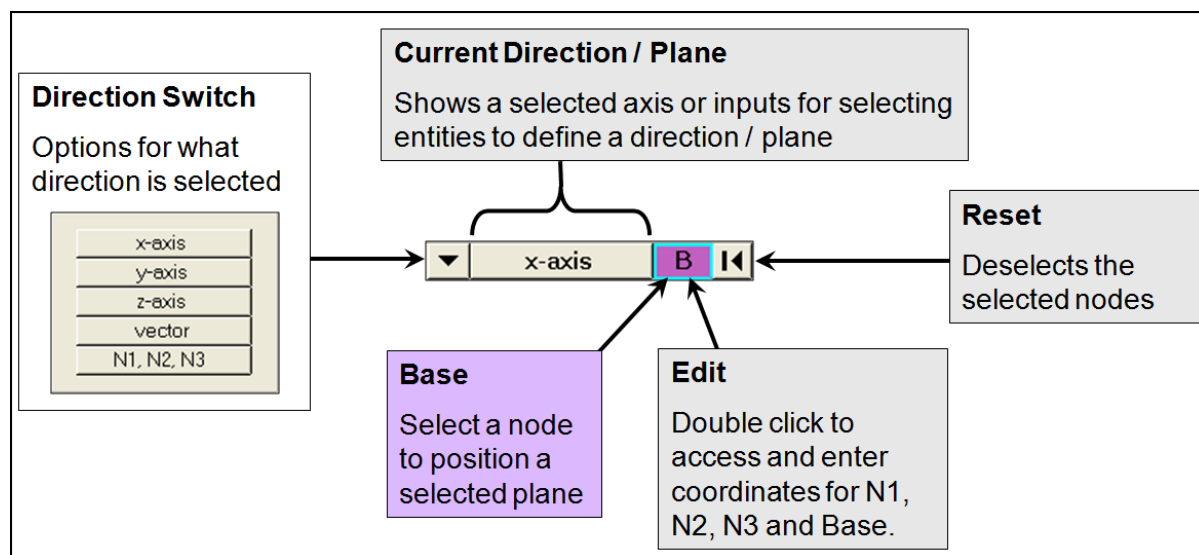 Current Direction / Plane
Shows a selected axis or inputs for selecting
entities to define a direction / plane
Direction Switch
Options for what
direction is selected
x-axis
y-axis
z-axis
vector
N1, N2, N3
x-axis
B
Reset
Deselects the
selected nodes
Base
Select a node
to position a
selected plane
Edit
Double click to
access and enter
coordinates for N1,
N2, N3 and Base.